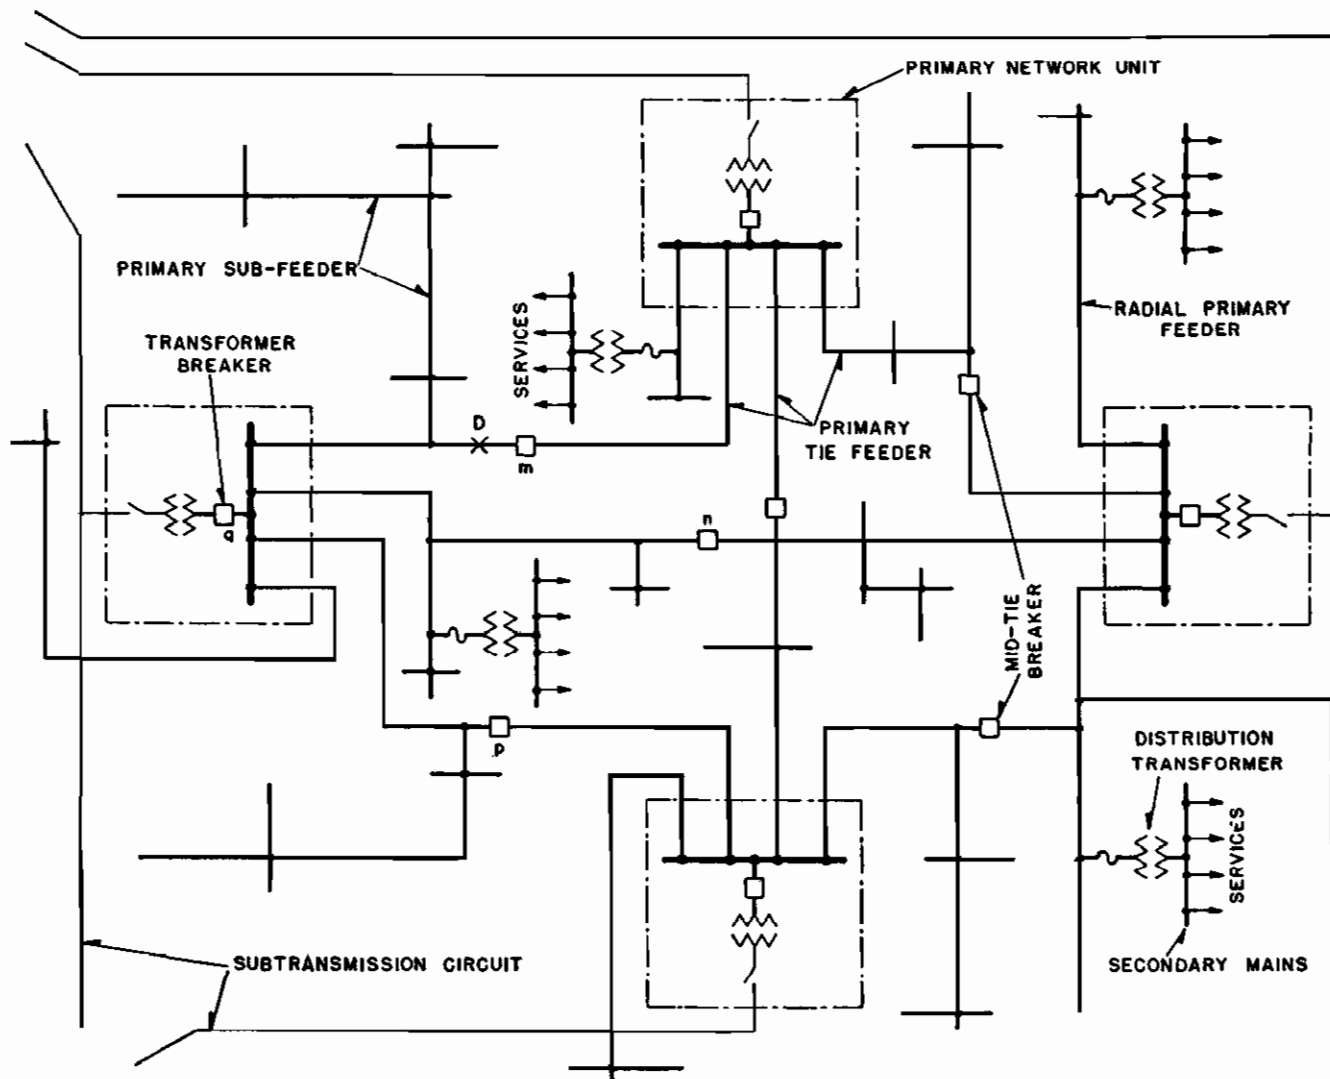 PRIMARY NETWORK UNIT
PRIMARY SUB-FEEDER
TRANSFORMER
BREAKER
SERVICES
RADIAL PRIMARY
FEEDER
D
m
PRIMARY
TIE FEEDER
q
n
MID-TIE
BREAKER
p
DISTRIBUTION
TRANSFORMER
SERVICES
SUBTRANSMISSION CIRCUIT
SECONDARY MAINS